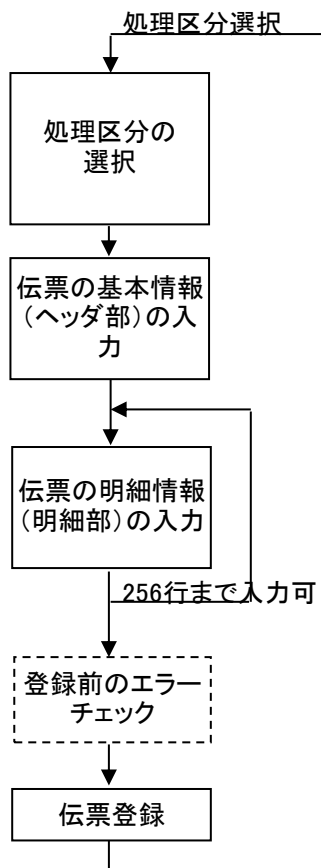 処理区分選択
処理区分の
選択
伝票の基本情報
（ヘッダ部）の入
力
伝票の明細情報
（明細部）の入力
256行まで入力可
登録前のエラー
チェック
伝票登録